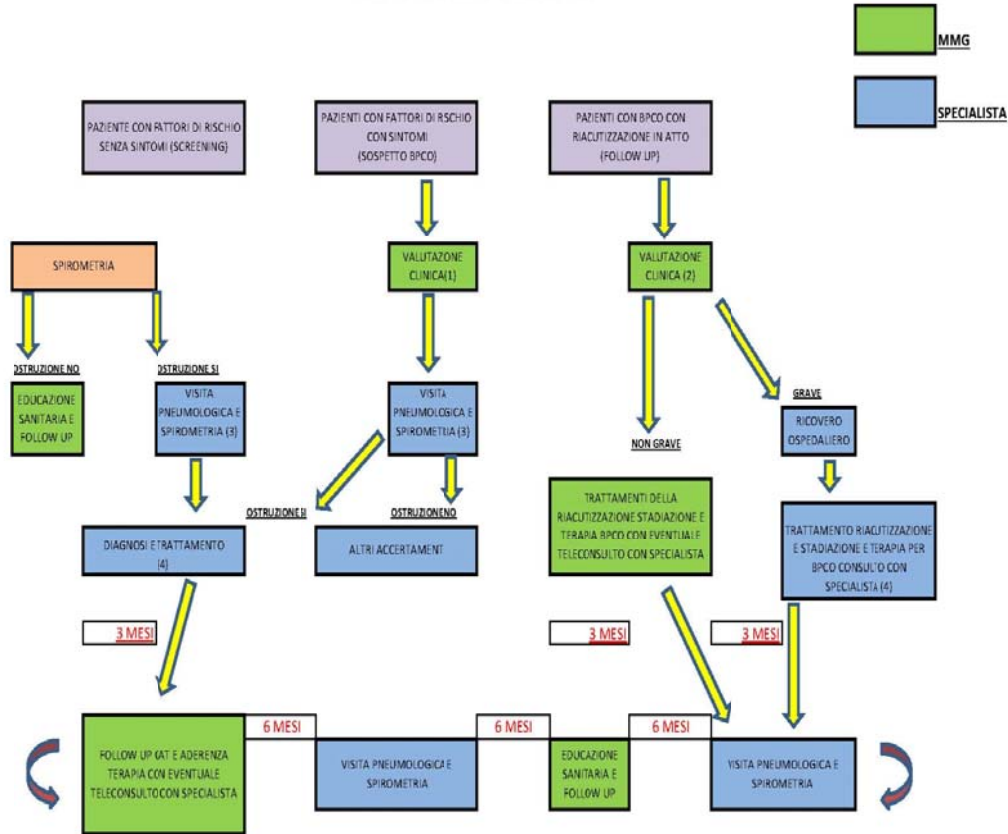 MMG
SPECIALISTA
PAZIENTE CON FATTORI DI RISCHIO
SENZA SINTOMI (SCREENING)
PAZIENTI CON FATTORI DI RSCHIO
CON SINTOMI
(SOSPETTO BPCO)
PAZIENTI CON BPCO CON
RIACUTIZZAZIONE IN ATTO
(FOLLOW UP)
SPIROMETRIA
VALUTAZONE
CLINICA(1)
VALUTAZIONE
CLINICA (2)
OSTRUZIONE NO
OSTRUZIONE SI
EDUCAZIONE
SANITARIA E
FOLLOW UP
VISITA
PNEUMOLOGICA E
SPIROMETRIA (3)
VISITA
PNEUMOLOGICA E
SPIROMETRIA (3)
GRAVE
RICOVERO
OSPEDALIERO
NON GRAVE
OSTRUZIONE SI
OSTRUZIONE NO
DIAGNOSI E TRATTAMENTO
(4)
ALTRI ACCERTAMENT
TRATTAMENTI DELLA
RIACUTIZZAZIONE STADIAZIONE E
TERAPIA BPCO CON EVENTUALE
TELECONSULTO CON SPECIALISTA
TRATTAMENTO RIACUTIZZAZIONE
E STADIAZIONE E TERAPIA PER
BPCO CONSULTO CON
SPECIALISTA (4)
3 MESI
3 MESI
3 MESI
6 MESI
6 MESI
6 MESI
FOLLOW UP CAT E ADERENZA
TERAPIA CON EVENTUALE
TELECONSULTO CON SPECIALISTA
VISITA PNEUMOLOGICA E
SPIROMETRIA
EDUCAZIONE
SANITARIA E
FOLLOW UP
VISITA PNEUMOLOGICA E
SPIROMETRIA